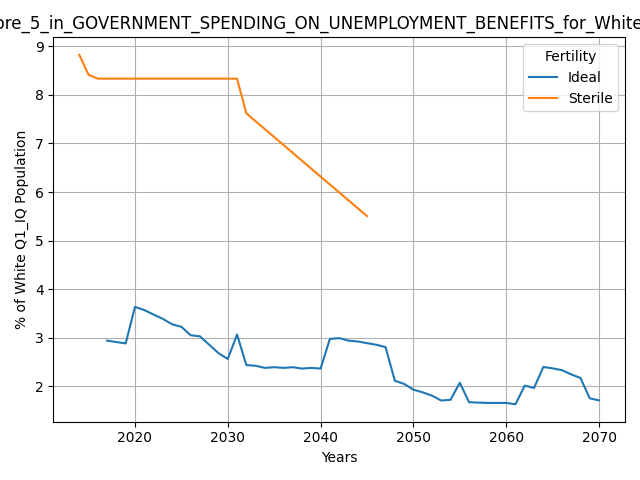 ore_5_in_GOVERNMENT_SPENDING_ON_UNEMPLOYMENT_BENEFITS_for_White
% of White Q1_IQ Population
9
8
7
6
5
4
3
2
Fertility
Ideal
Sterile
2020 2030 2040 2050 2060 2070
Years